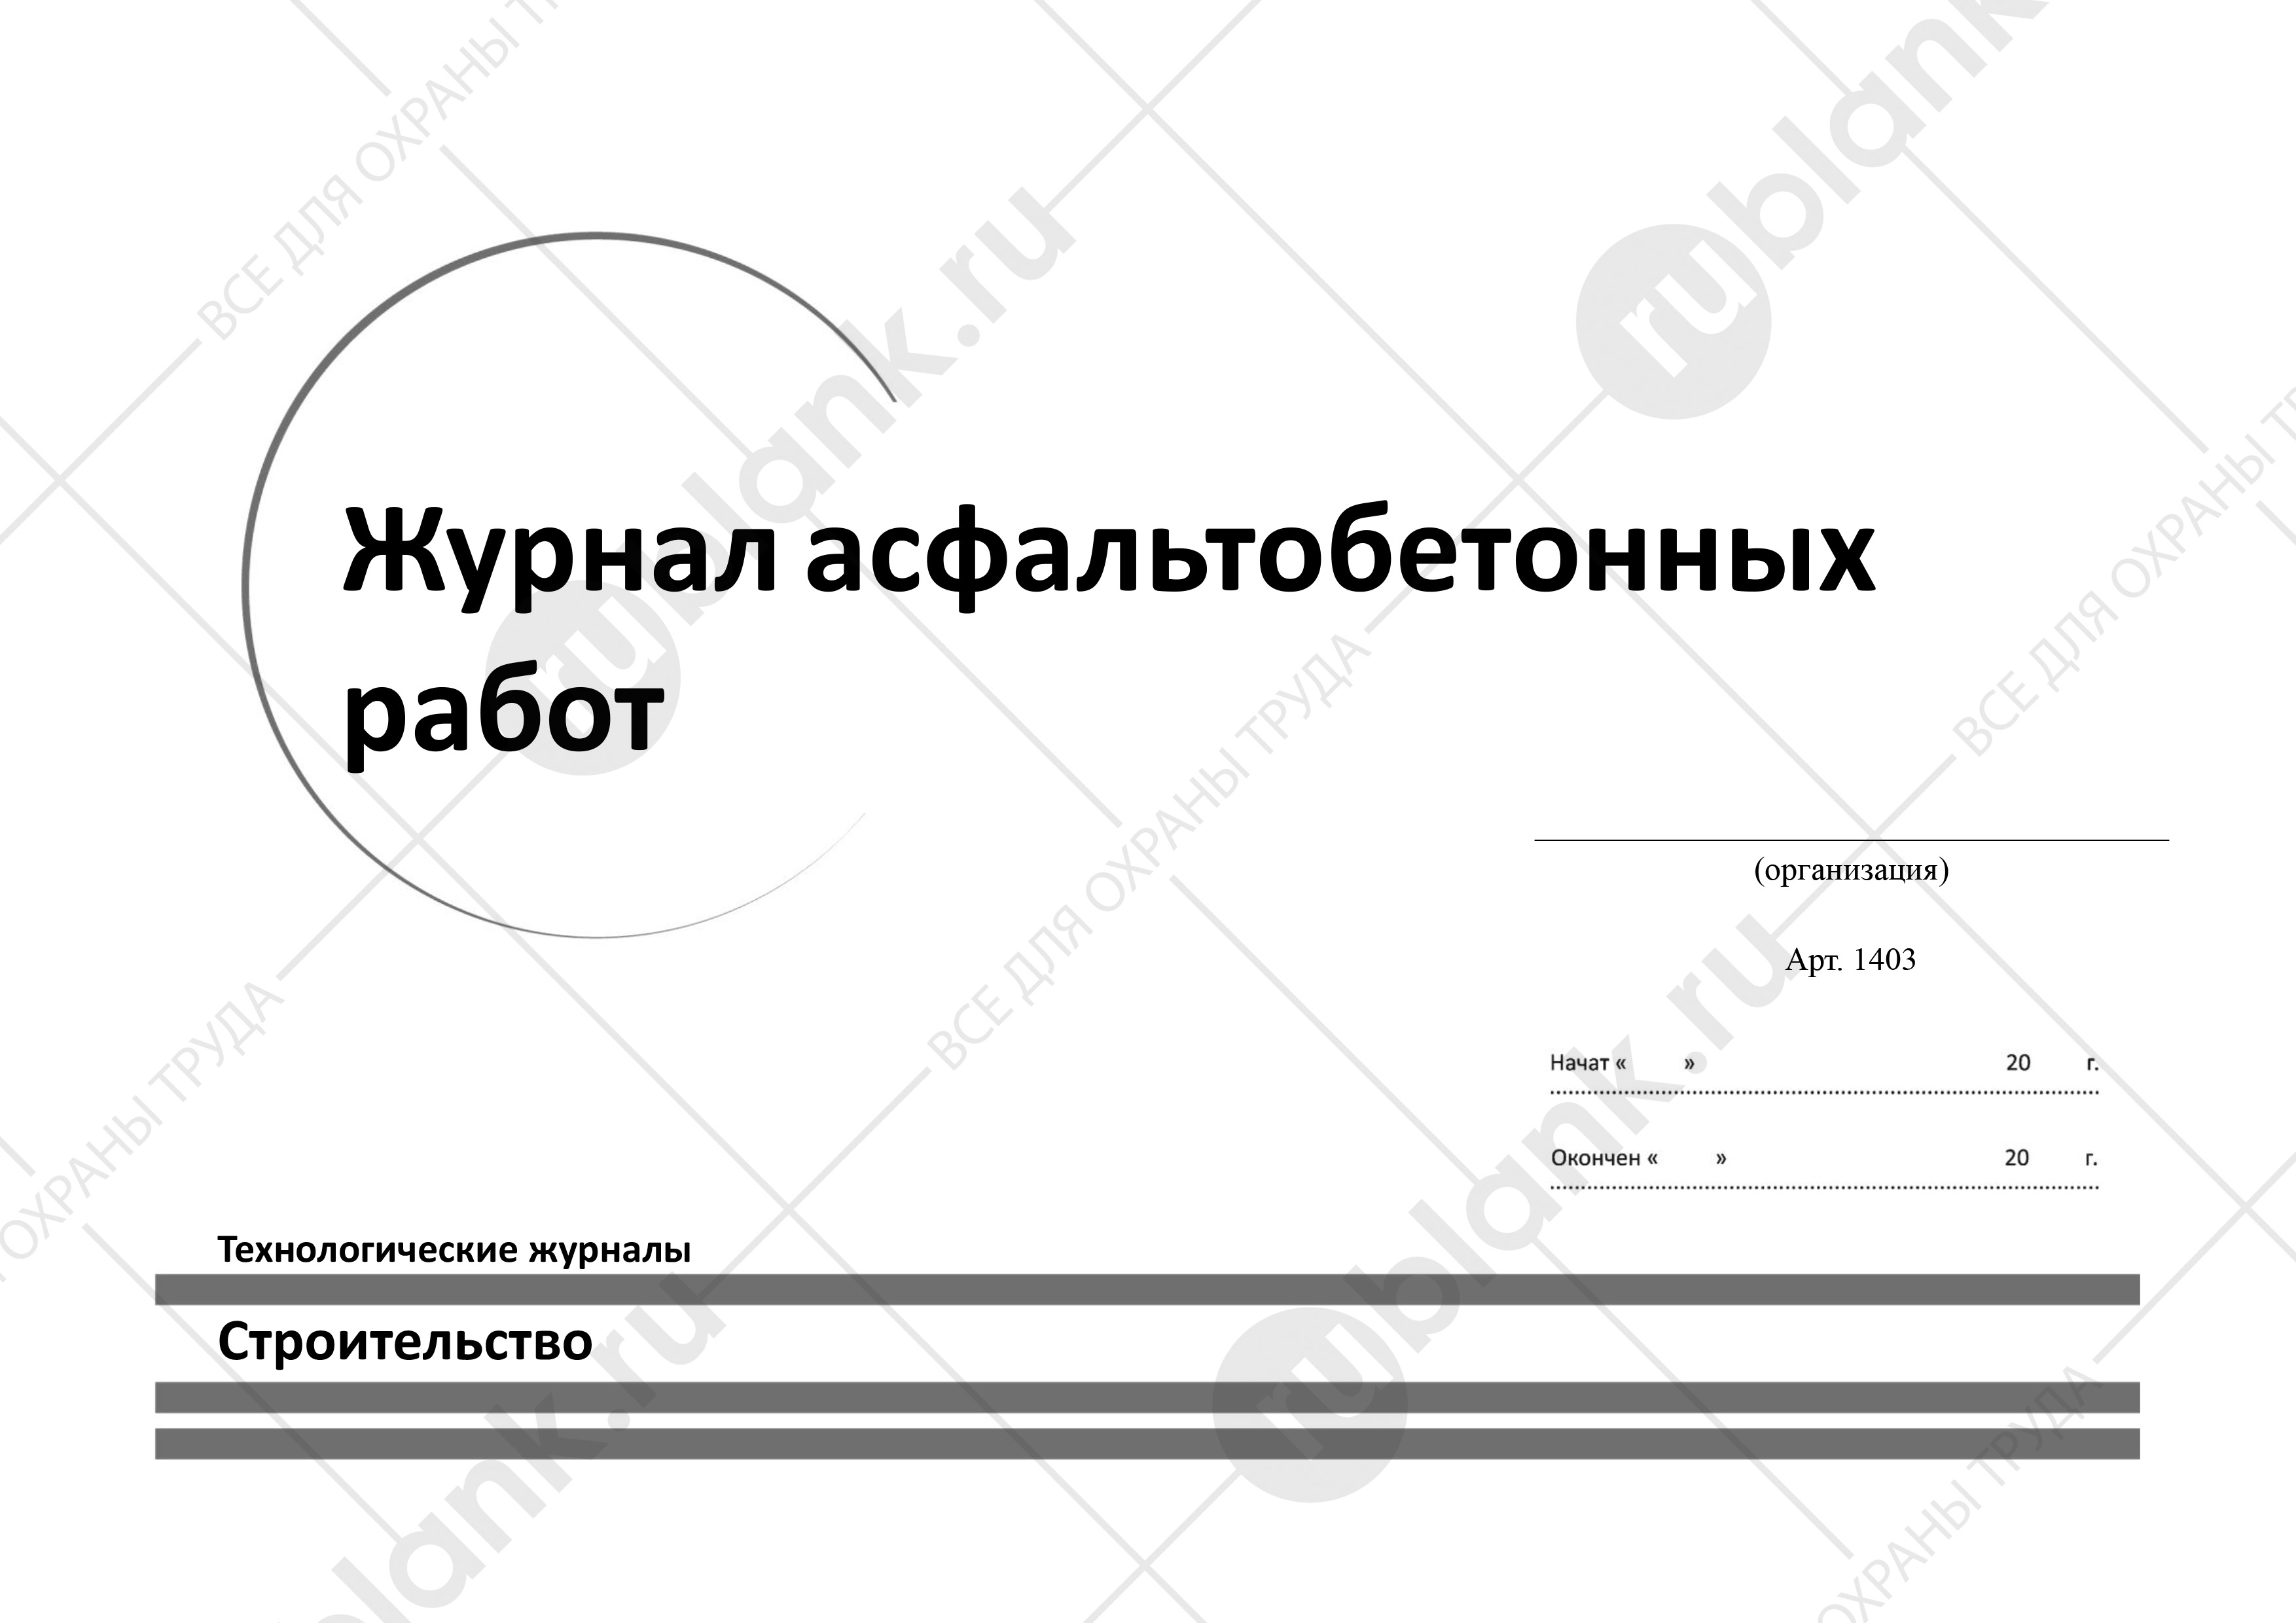 Журнал асфальтобетонных
работ
(организация)
Арт. 1403
Начат « » 20 г.
Окончен « » 20 г.
Технологические журналы
Строительство
ВСЕ ДЛЯ ОХРАНЫ ТРУДА
rublank.ru